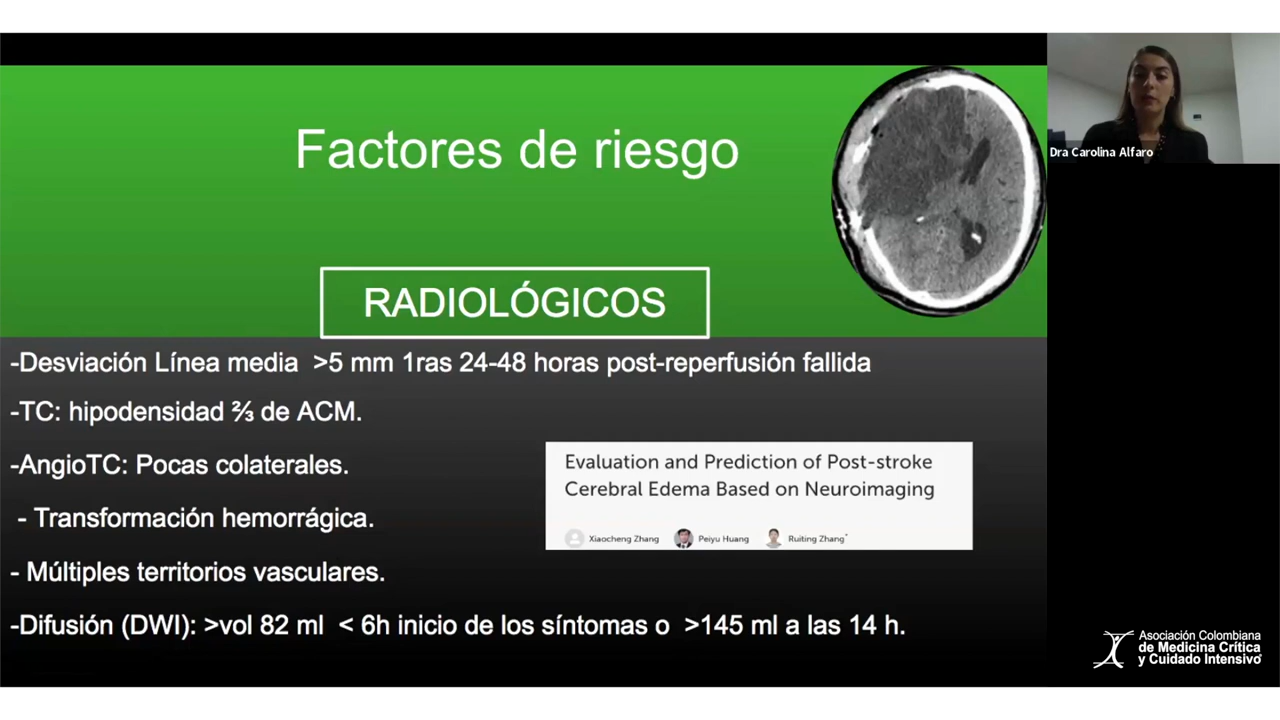 Factores de riesgo
Dra Carolina Alfaro
RADIOLÓGICOS
-Desviación Línea media  >5 mm 1ras 24-48 horas post-reperfusión fallida
-TC: hipodensidad ⅔ de ACM.
-AngioTC: Pocas colaterales.
- Transformación hemorrágica.
- Múltiples territorios vasculares.
-Difusión (DWI): >vol 82 ml  < 6h inicio de los síntomas o  >145 ml a las 14 h.
Evaluation and Prediction of Post-stroke
Cerebral Edema Based on Neuroimaging
Xiaocheng Zhang Peiyu Huang Ruiting Zhang*
Asociación Colombiana
de Medicina Crítica
y Cuidado Intensivo